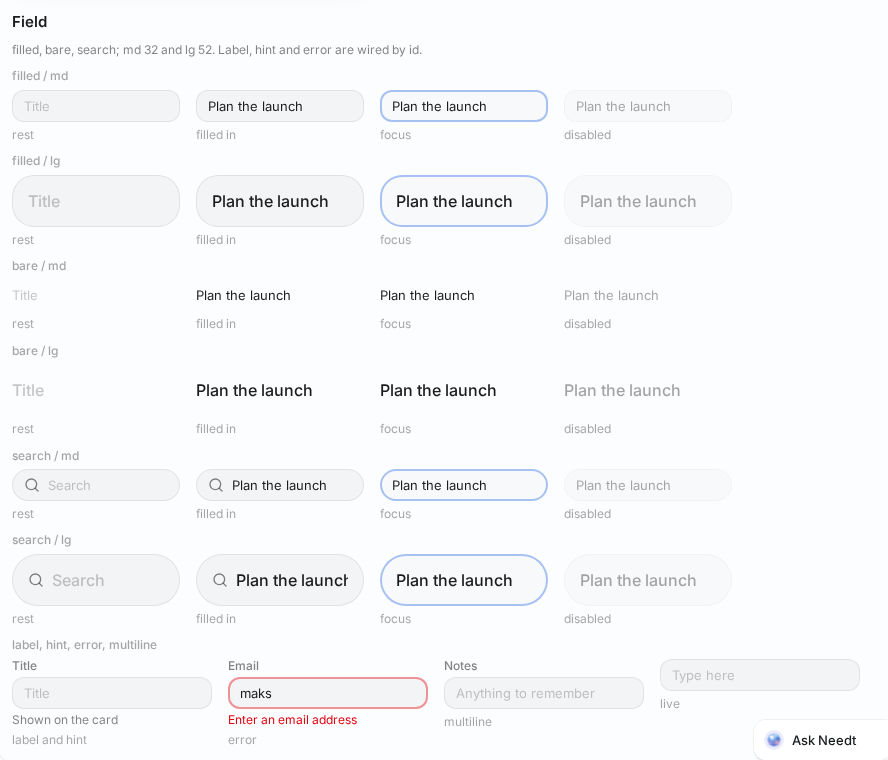 Field
filled, bare, search; md 32 and lg 52. Label, hint and error are wired by id.
filled / md
Title Plan the launch Plan the launch Plan the launch
rest filled in focus disabled
filled / lg
Title Plan the launch Plan the launch Plan the launch
rest filled in focus disabled
bare / md
Title Plan the launch Plan the launch Plan the launch
rest filled in focus disabled
bare / lg
Title Plan the launch Plan the launch Plan the launch
rest filled in focus disabled
search / md
Search Plan the launch Plan the launch Plan the launch
rest filled in focus disabled
search / lg
Search Plan the launch Plan the launch Plan the launch
rest filled in focus disabled
label, hint, error, multiline
Title Email Notes
Title maks Anything to remember Type here
Shown on the card Enter an email address multiline live
label and hint error
Ask Needt